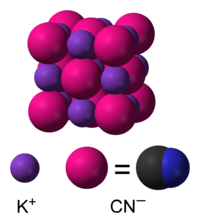 =
K⁺ CN⁻